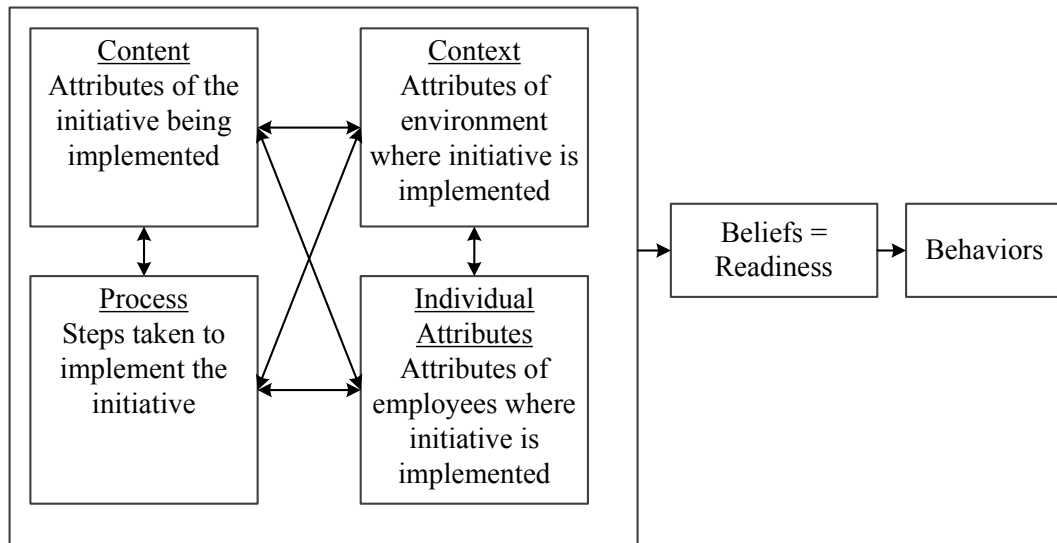 Content
Attributes of the
initiative being
implemented
Context
Attributes of
environment
where initiative is
implemented
Process
Steps taken to
implement the
initiative
Individual
Attributes
Attributes of
employees where
initiative is
implemented
Beliefs =
Readiness
Behaviors